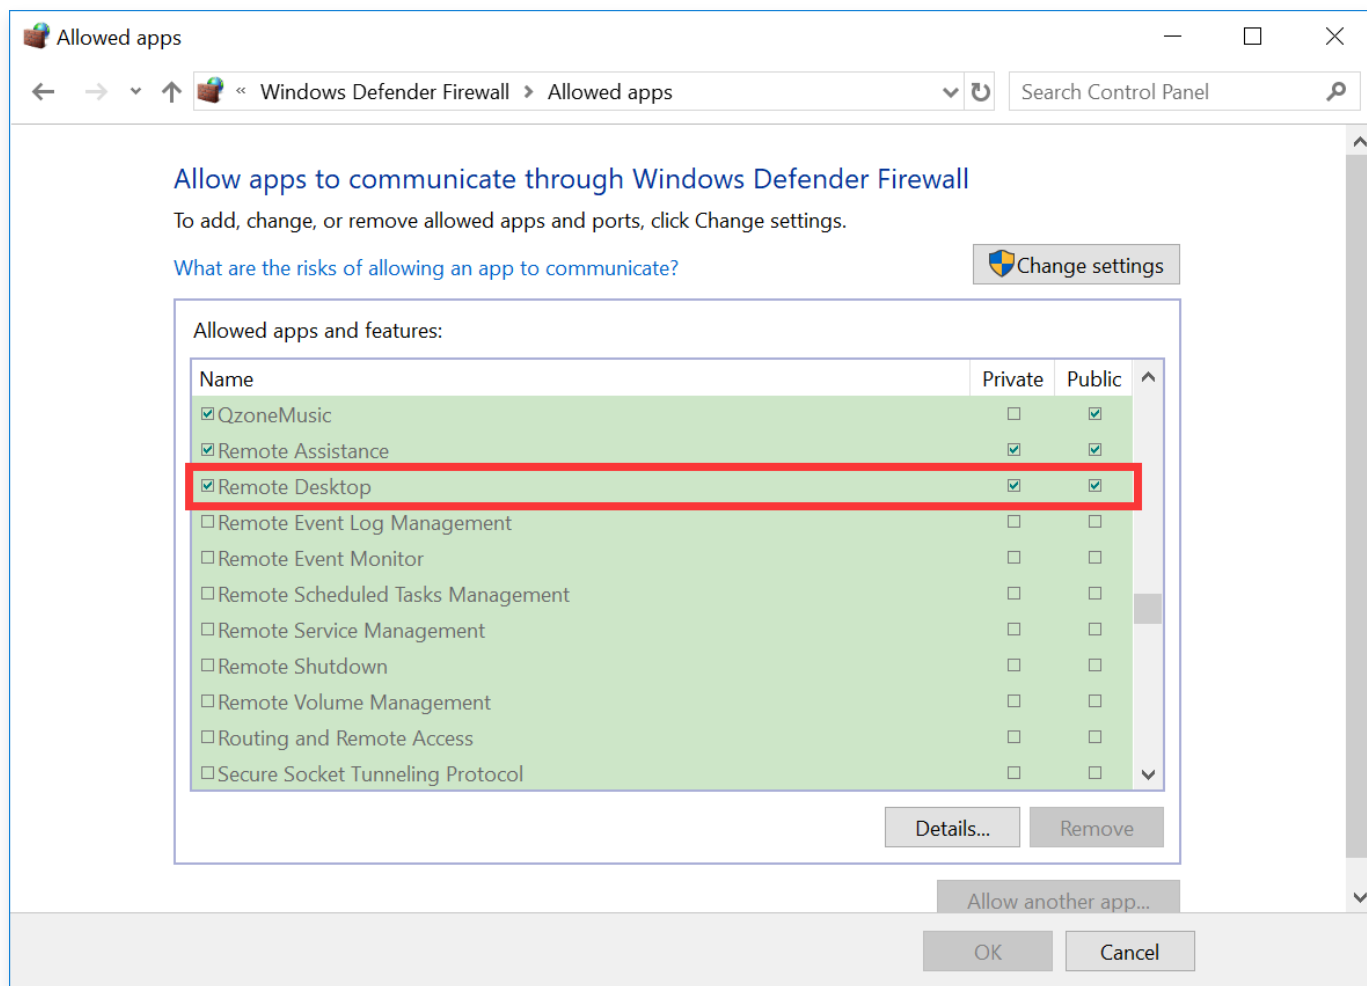 Allowed apps
« Windows Defender Firewall > Allowed apps
Search Control Panel
Allow apps to communicate through Windows Defender Firewall
To add, change, or remove allowed apps and ports, click Change settings.
What are the risks of allowing an app to communicate?
Change settings
Allowed apps and features:
Name Private Public
QzoneMusic
Remote Assistance
Remote Desktop
Remote Event Log Management
Remote Event Monitor
Remote Scheduled Tasks Management
Remote Service Management
Remote Shutdown
Remote Volume Management
Routing and Remote Access
Secure Socket Tunneling Protocol
Details... Remove
Allow another app...
OK Cancel